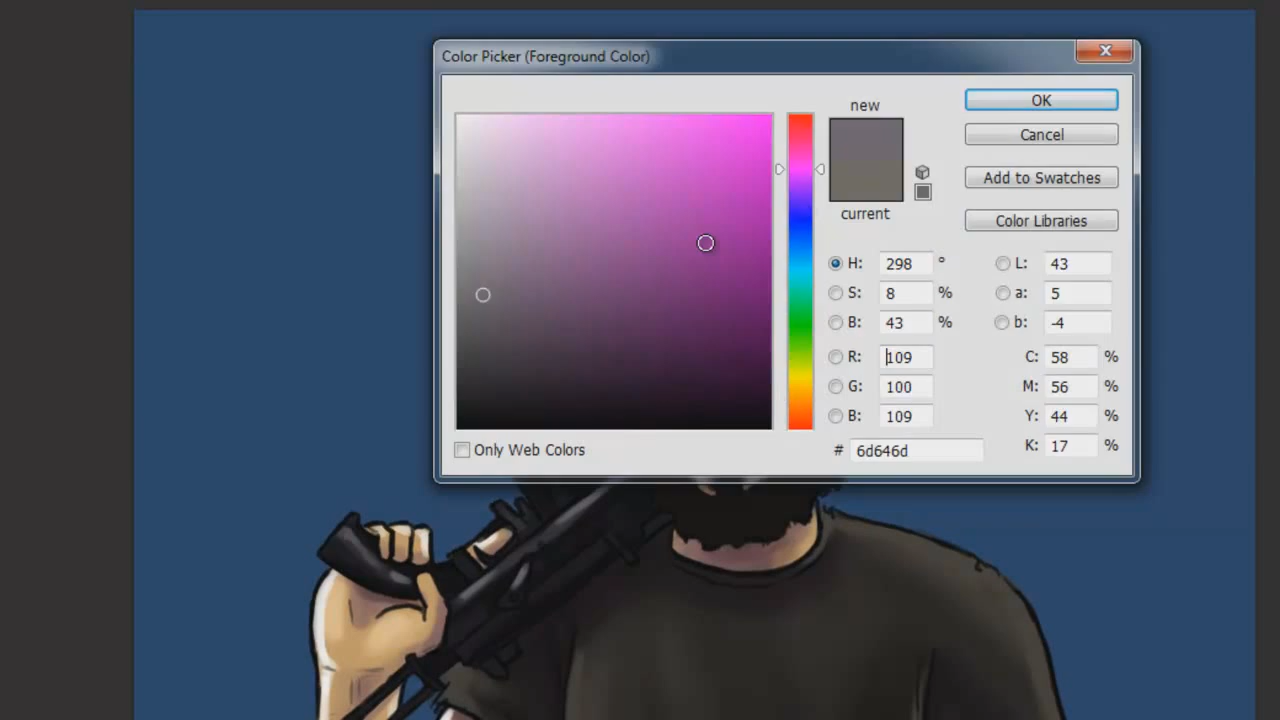 Color Picker (Foreground Color)
new
current
OK
Cancel
Add to Swatches
Color Libraries
H: 298 °
S: 8 %
B: 43 %
R: 109
G: 100
B: 109
# 6d646d
L: 43
a: 5
b: -4
C: 58 %
M: 56 %
Y: 44 %
K: 17 %
Only Web Colors